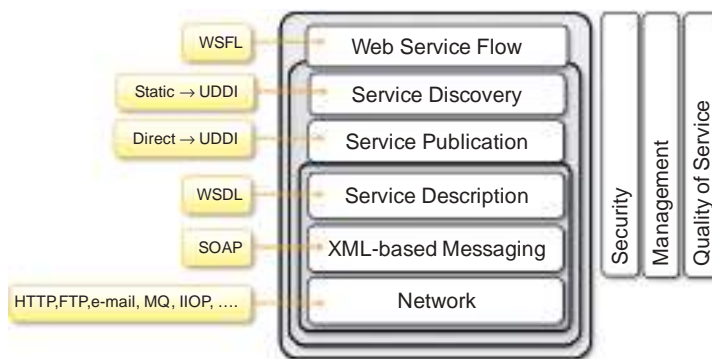 WSFL
Web Service Flow
Static → UDDI
Service Discovery
Direct → UDDI
Service Publication
WSDL
Service Description
SOAP
XML-based Messaging
HTTP,FTP,e-mail, MQ, IIOP, ....
Network
Security
Management
Quality of Service